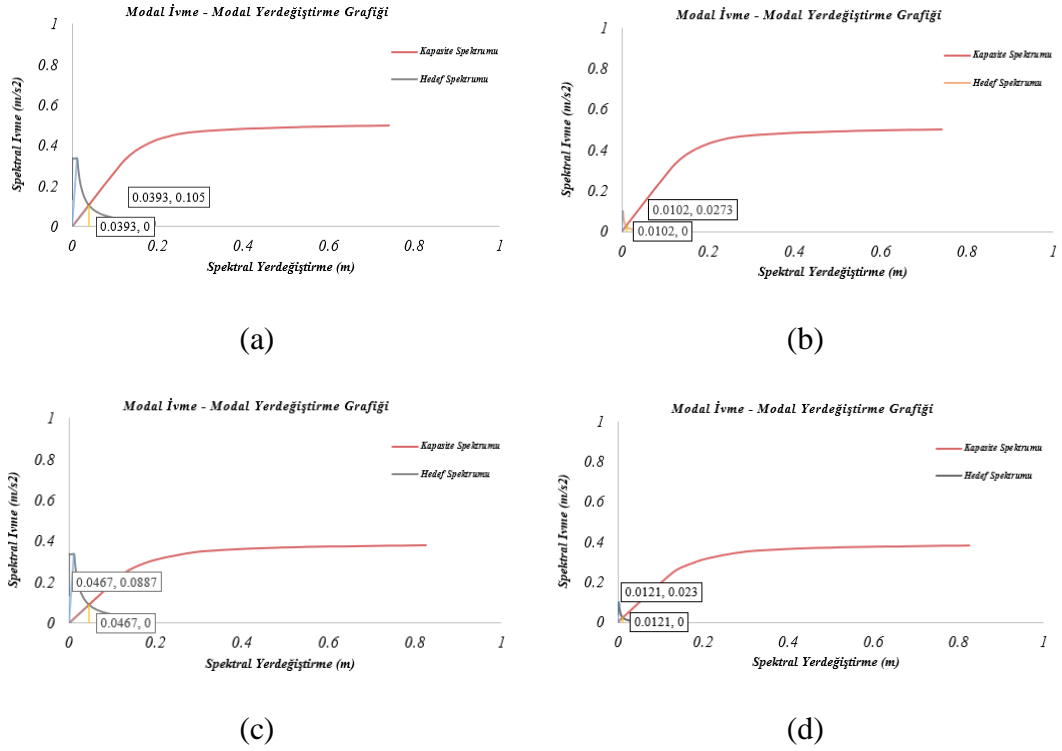 Modal İvme - Modal Yerdeğiştirme Grafiği
1
0.8
0.6
0.4
0.2
0
Spektral Ivme (m/s2)
Kapasite Spektrumu
Hedef Spektrumu
0.0393, 0.105
0.0393, 0
0
0.2
0.4
0.6
0.8
1
Spektral Yerdeğiştirme (m)
(a)
Modal İvme - Modal Yerdeğiştirme Grafiği
1
0.8
0.6
0.4
0.2
0
Spektral Ivme (m/s2)
Kapasite Spektrumu
Hedef Spektrumu
0.0102, 0.0273
0.0102, 0
0
0.2
0.4
0.6
0.8
1
Spektral Yerdeğiştirme (m)
(b)
Modal İvme - Modal Yerdeğiştirme Grafiği
1
0.8
0.6
0.4
0.2
0
Spektral Ivme (m/s2)
Kapasite Spektrumu
Hedef Spektrumu
0.0467, 0.0887
0.0467, 0
0
0.2
0.4
0.6
0.8
1
Spektral Yerdeğiştirme (m)
(c)
Modal İvme - Modal Yerdeğiştirme Grafiği
1
0.8
0.6
0.4
0.2
0
Spektral Ivme (m/s2)
Kapasite Spektrumu
Hedef Spektrumu
0.0121, 0.023
0.0121, 0
0
0.2
0.4
0.6
0.8
1
Spektral Yerdeğiştirme (m)
(d)